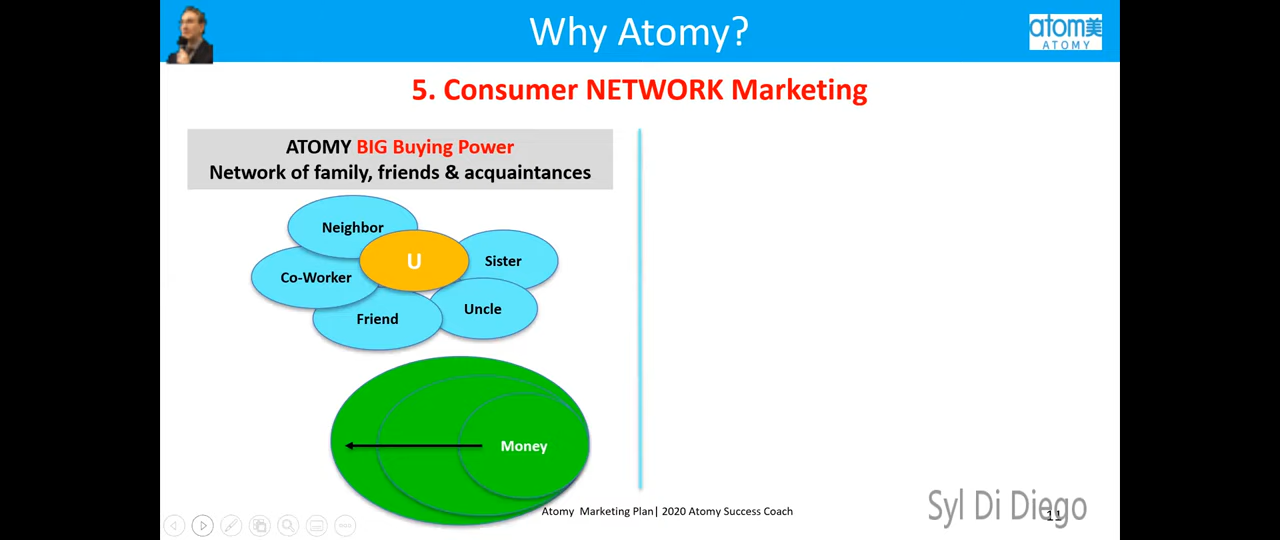 Why Atomy?
atom美
ATOMY
5. Consumer NETWORK Marketing
ATOMY BIG Buying Power
Network of family, friends & acquaintances
Neighbor
U
Sister
Co-Worker
Uncle
Friend
Money
Atomy Marketing Plan| 2020 Atomy Success Coach
11
Syl Di Diego